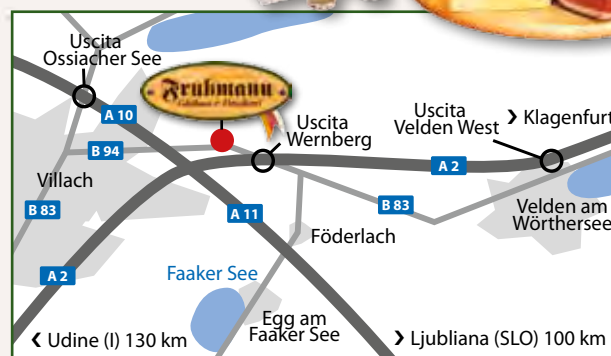 Uscita
Ossiacher See
Frußmann
A 10
Uscita
Wernberg
Uscita
Velden West
❯ Klagenfurt
B 94
A 2
Villach
B 83
A 11
B 83
Velden am
Wörthersee
Föderlach
A 2
Faaker See
Egg am
Faaker See
❮ Udine (I) 130 km
❯ Ljubliana (SLO) 100 km